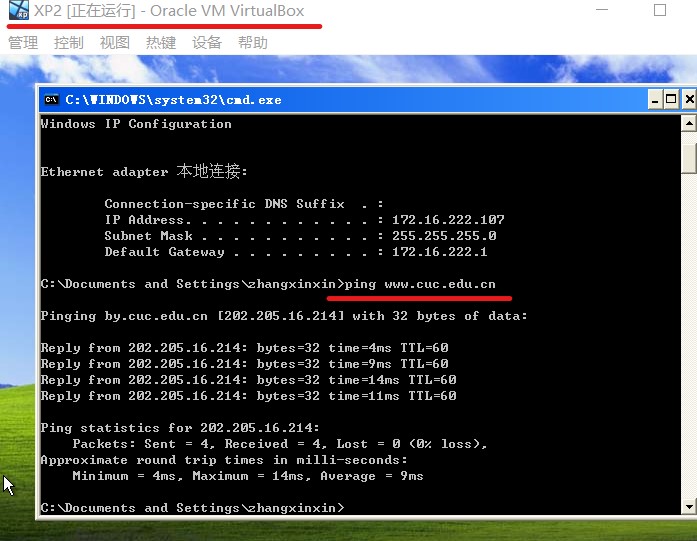 XP2 [正在运行] - Oracle VM VirtualBox
管理 控制 视图 热键 设备 帮助
C:\WINDOWS\system32\cmd.exe
Windows IP Configuration
Ethernet adapter 本地连接:
Connection-specific DNS Suffix  . :
IP Address. . . . . . . . . . . . : 172.16.222.107
Subnet Mask . . . . . . . . . . . : 255.255.255.0
Default Gateway . . . . . . . . . : 172.16.222.1
C:\Documents and Settings\zhangxinxin>ping www.cuc.edu.cn
Pinging by.cuc.edu.cn [202.205.16.214] with 32 bytes of data:
Reply from 202.205.16.214: bytes=32 time=4ms TTL=60
Reply from 202.205.16.214: bytes=32 time=9ms TTL=60
Reply from 202.205.16.214: bytes=32 time=14ms TTL=60
Reply from 202.205.16.214: bytes=32 time=11ms TTL=60
Ping statistics for 202.205.16.214:
Packets: Sent = 4, Received = 4, Lost = 0 (0% loss),
Approximate round trip times in milli-seconds:
Minimum = 4ms, Maximum = 14ms, Average = 9ms
C:\Documents and Settings\zhangxinxin>